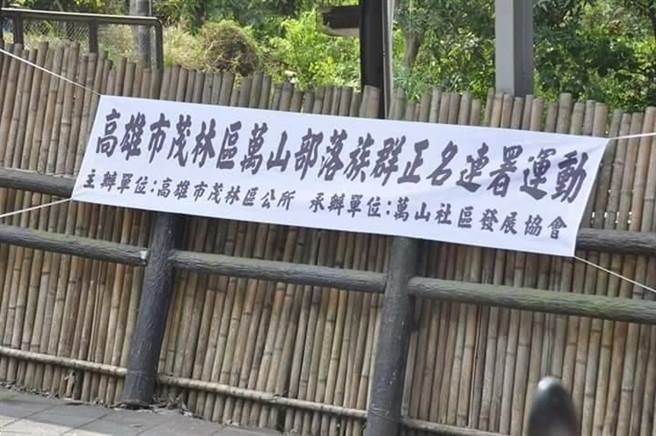 高雄市茂林區萬山部落族群正名連署運動
主辦單位:高雄市茂林區公所 承辦單位:萬山社區發展協會